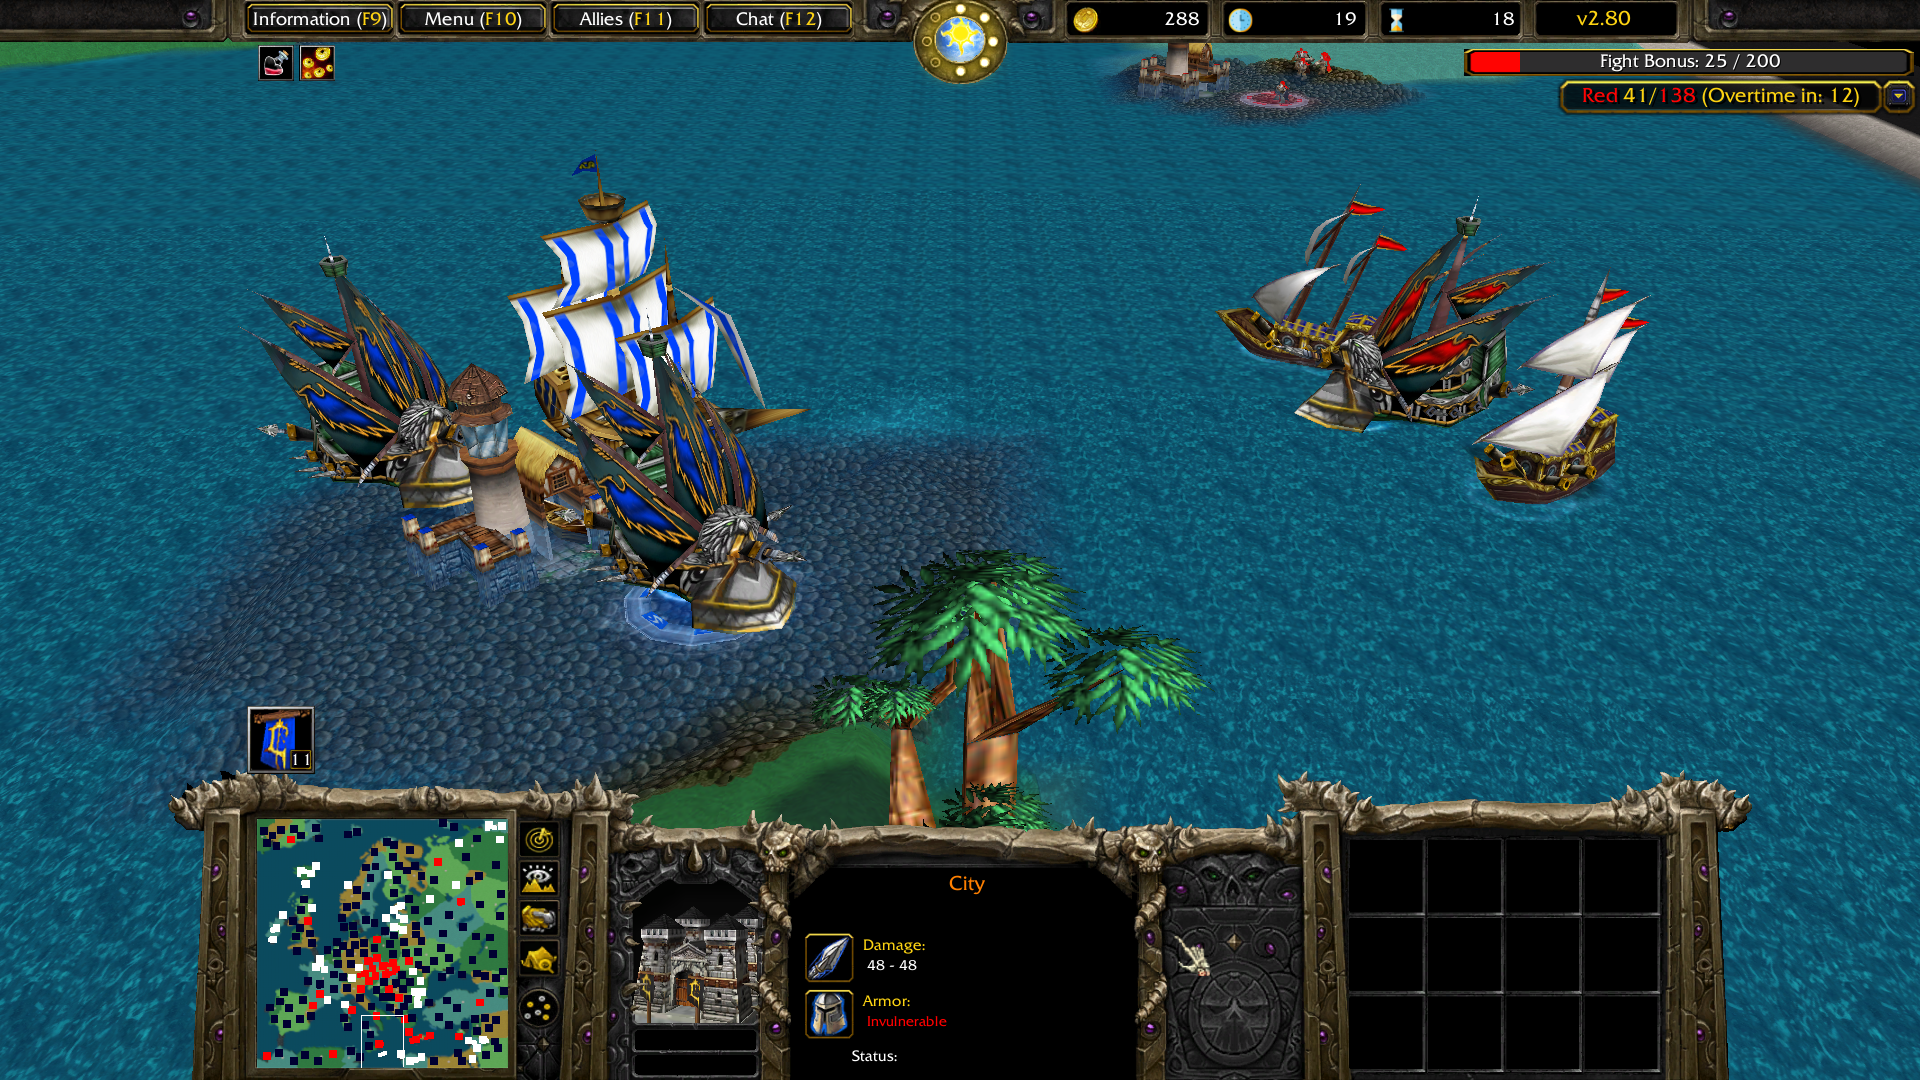 Information (F9)
Menu (F10)
Allies (F11)
Chat (F12)
288
19
18
v2.80
Fight Bonus: 25 / 200
Red 41/138 (Overtime in: 12)
11
City
Damage:
48 - 48
Armor:
Invulnerable
Status: